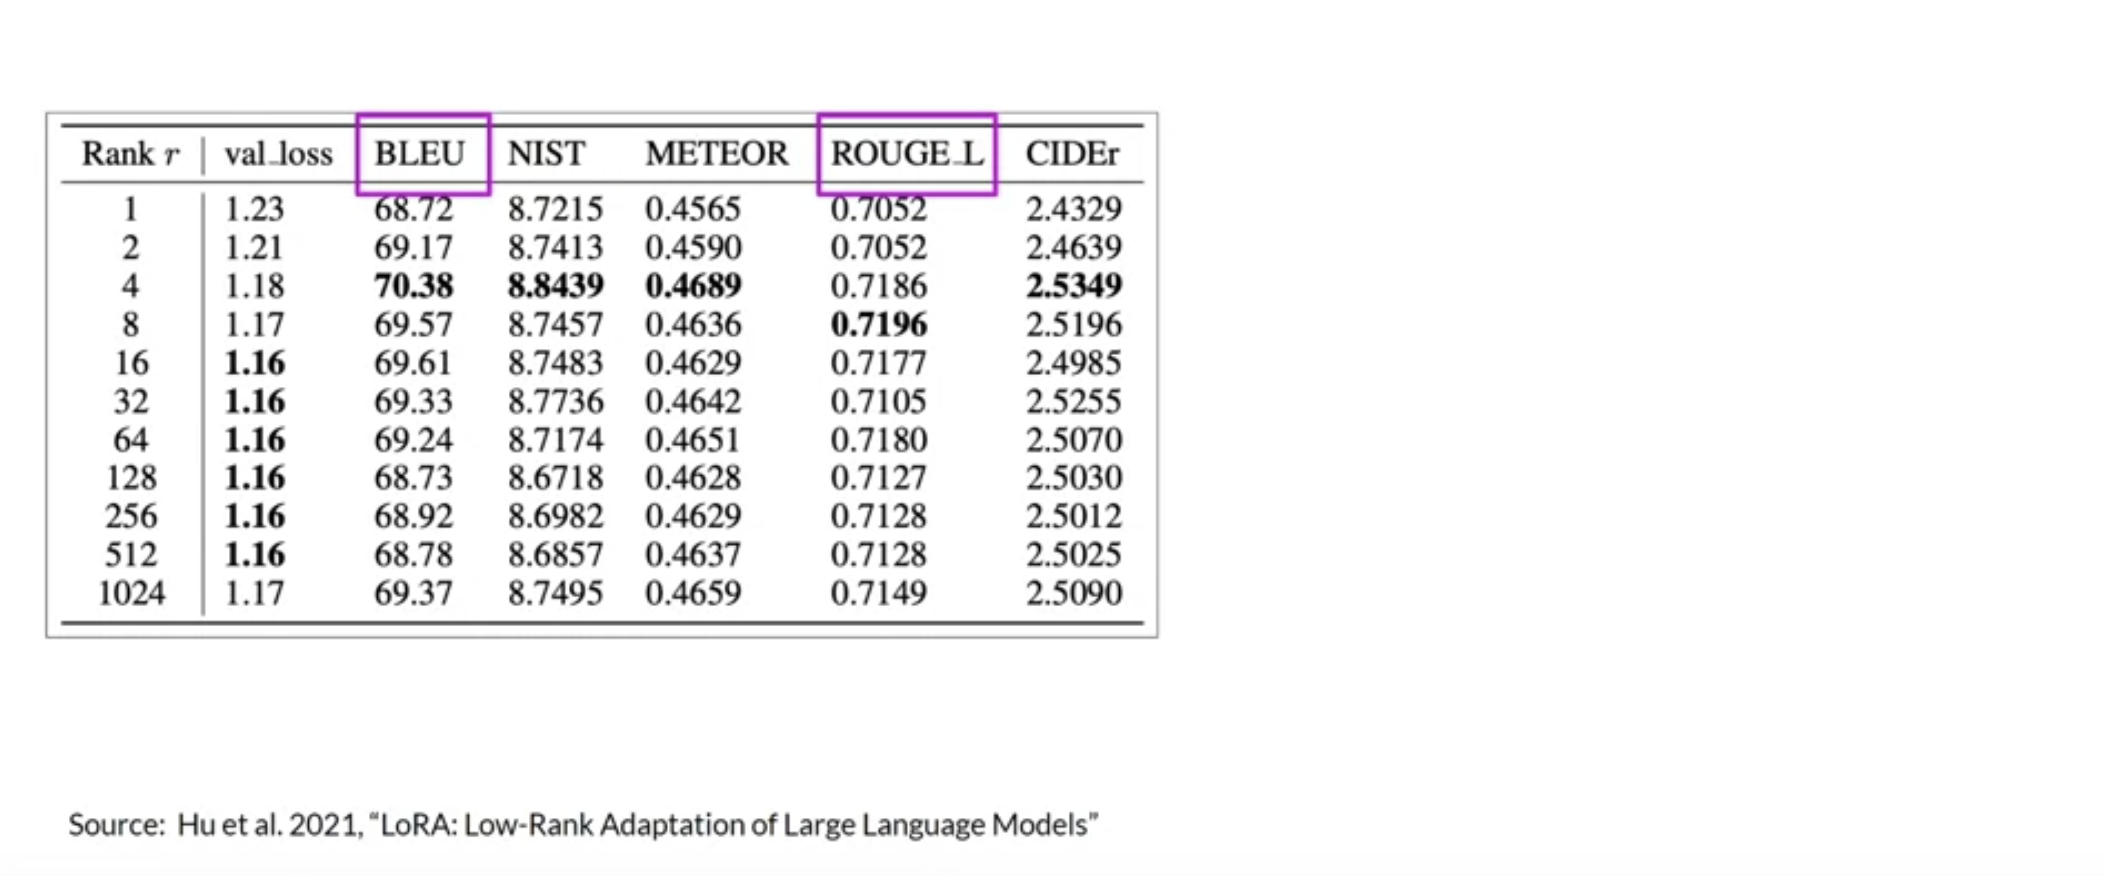 Rank r val_loss BLEU NIST METEOR ROUGE_L CIDEr
1 1.23 68.72 8.7215 0.4565 0.7052 2.4329
2 1.21 69.17 8.7413 0.4590 0.7052 2.4639
4 1.18 70.38 8.8439 0.4689 0.7186 2.5349
8 1.17 69.57 8.7457 0.4636 0.7196 2.5196
16 1.16 69.61 8.7483 0.4629 0.7177 2.4985
32 1.16 69.33 8.7736 0.4642 0.7105 2.5255
64 1.16 69.24 8.7174 0.4651 0.7180 2.5070
128 1.16 68.73 8.6718 0.4628 0.7127 2.5030
256 1.16 68.92 8.6982 0.4629 0.7128 2.5012
512 1.16 68.78 8.6857 0.4637 0.7128 2.5025
1024 1.17 69.37 8.7495 0.4659 0.7149 2.5090
Source: Hu et al. 2021, “LoRA: Low-Rank Adaptation of Large Language Models”